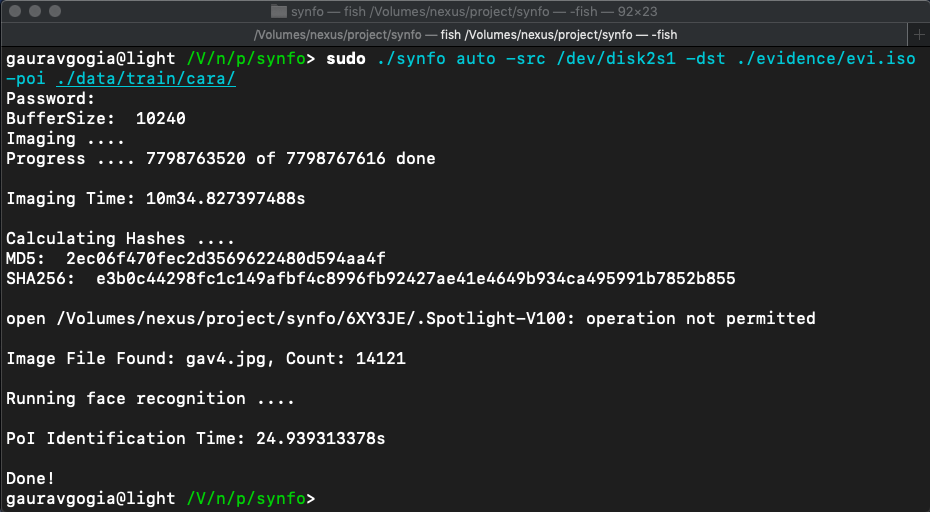 synfo — fish /Volumes/nexus/project/synfo — -fish — 92×23
/Volumes/nexus/project/synfo — fish /Volumes/nexus/project/synfo — -fish
gauravgogia@light /V/n/p/synfo> sudo ./synfo auto -src /dev/disk2s1 -dst ./evidence/evi.iso
-poi ./data/train/cara/
Password:
BufferSize:  10240
Imaging ....
Progress .... 7798763520 of 7798767616 done
Imaging Time: 10m34.827397488s
Calculating Hashes ....
MD5:  2ec06f470fec2d3569622480d594aa4f
SHA256:  e3b0c44298fc1c149afbf4c8996fb92427ae41e4649b934ca495991b7852b855
open /Volumes/nexus/project/synfo/6XY3JE/.Spotlight-V100: operation not permitted
Image File Found: gav4.jpg, Count: 14121
Running face recognition ....
PoI Identification Time: 24.939313378s
Done!
gauravgogia@light /V/n/p/synfo>